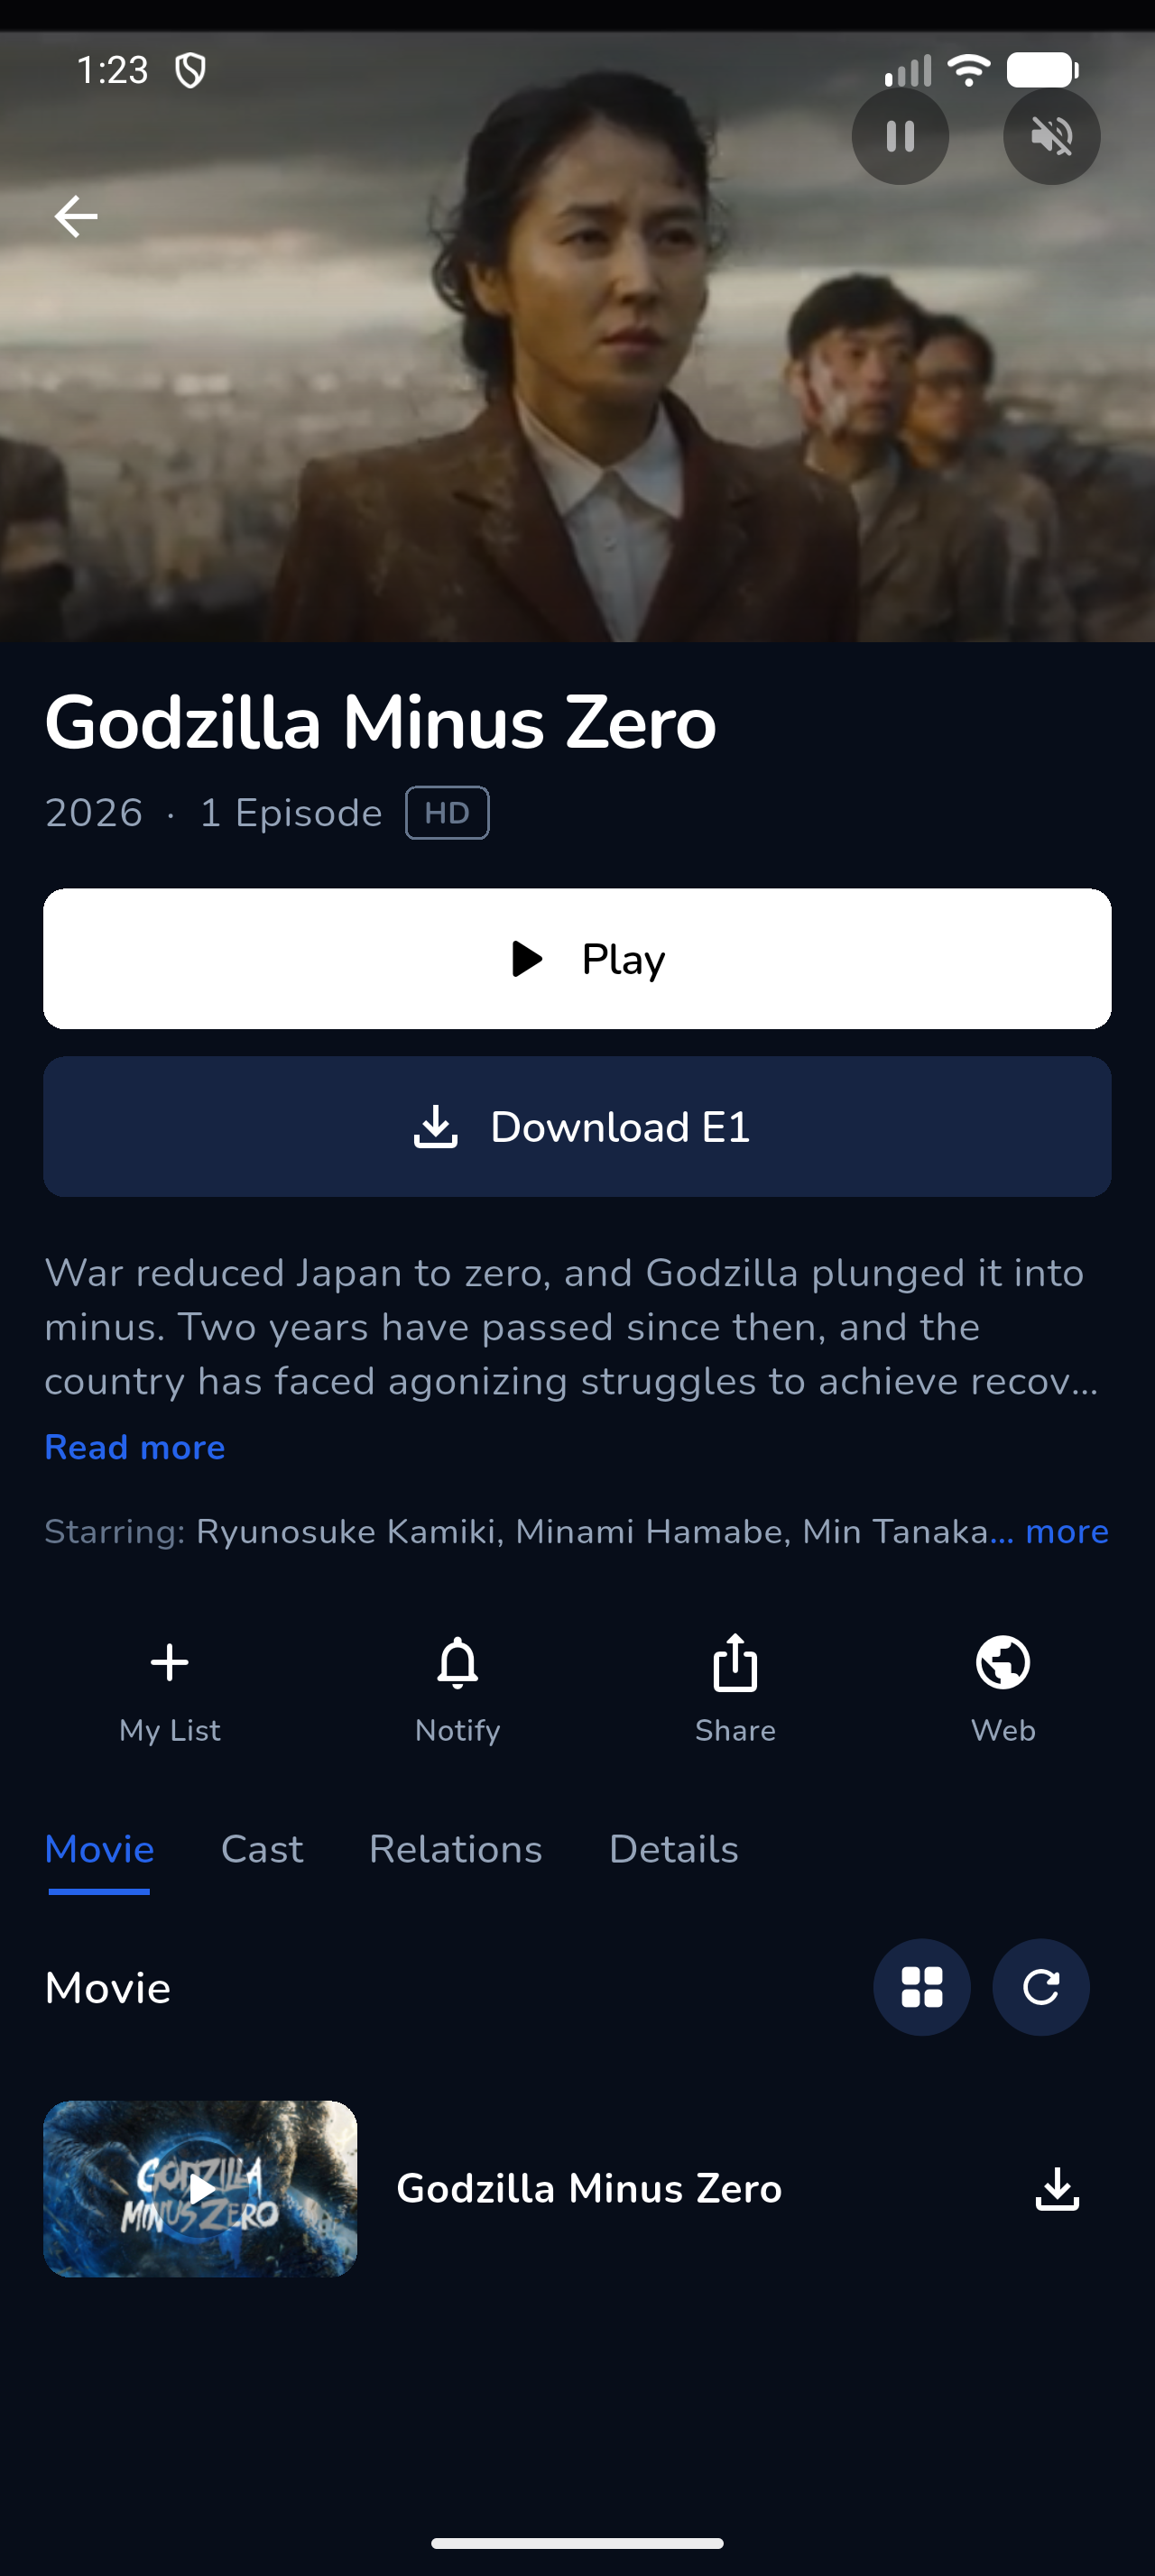 1:23
Godzilla Minus Zero
2026 · 1 Episode HD
Play
Download E1
War reduced Japan to zero, and Godzilla plunged it into
minus. Two years have passed since then, and the
country has faced agonizing struggles to achieve recov...
Read more
Starring: Ryunosuke Kamiki, Minami Hamabe, Min Tanaka... more
My List Notify Share Web
Movie Cast Relations Details
Movie
GODZILLA
MINUS ZERO
Godzilla Minus Zero